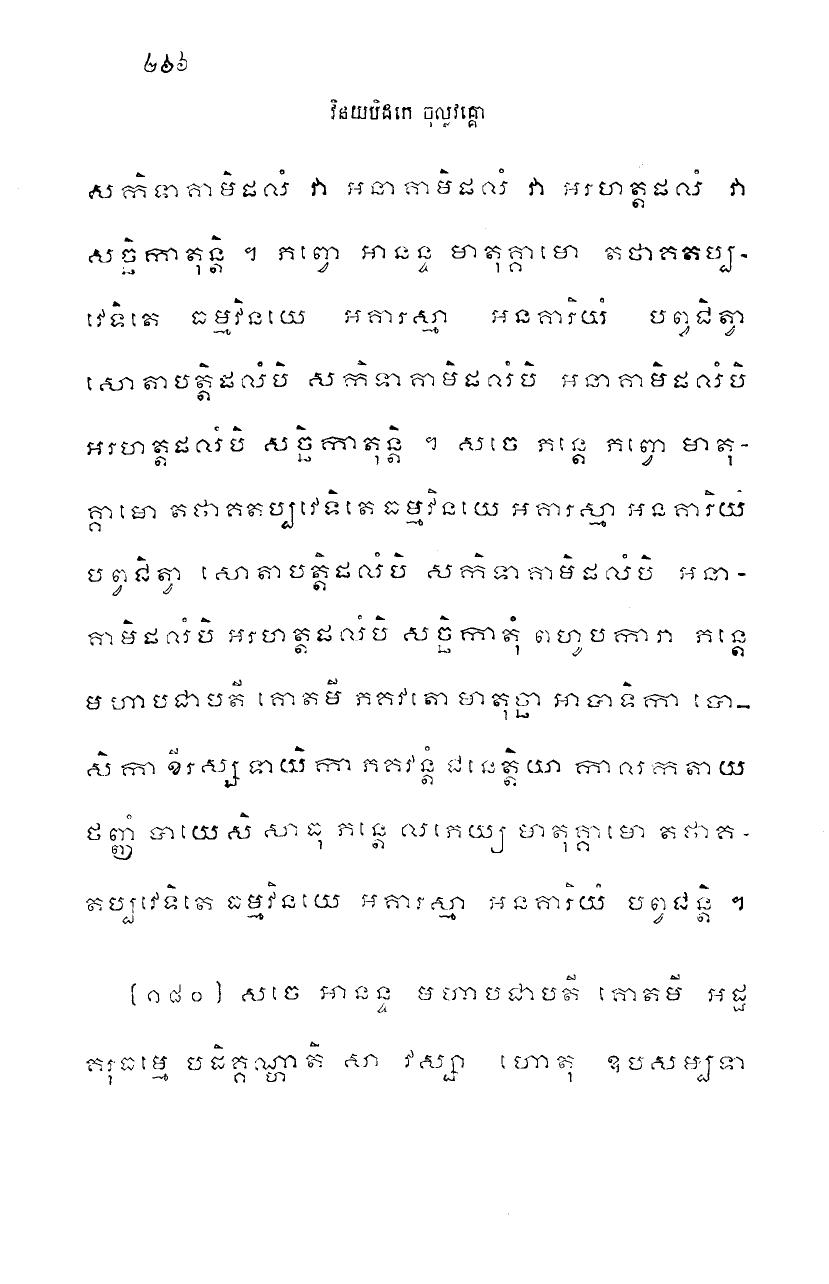 ២៦៦
វិនយបិដកេ ចុល្លវគ្គោ
សកិទាគាមិផលំ វា អនាគាមិផលំ វា អរហត្តផលំ វា
សច្ឆិកាតុន្តិ ។ ភព្វោ អានន្ទ មាតុគ្គាមោ តថាគតប្ប-
វេទិតេ ធម្មវិនយេ អគារស្មា អនគារិយំ បព្វជិត្វា
សោតាបត្តិផលំបិ សកិទាគាមិផលំបិ អនាគាមិផលំបិ
អរហត្តផលំបិ សច្ឆិកាតុន្តិ ។ សចេ ភន្តេ ភព្វោ មាតុ-
គ្គាមោ តថាគតប្បវេទិតេ ធម្មវិនយេ អគារស្មា អនគារិយំ
បព្វជិត្វា សោតាបត្តិផលំបិ សកិទាគាមិផលំបិ អនា-
គាមិផលំបិ អរហត្តផលំបិ សច្ឆិកាតុំ ពហូបការា ភន្តេ
មហាបជាបតី គោតមី ភគវតោ មាតុច្ឆា អាបាទិកា បោ-
សិកា ខីរស្ស ទាយិកា ភគវន្តំ ជនេត្តិយា កាលកតាយ
ថញ្ញំ បាយេសិ សាធុ ភន្តេ លភេយ្យ មាតុគ្គាមោ តថាគ-
តប្បវេទិតេ ធម្មវិនយេ អគារស្មា អនគារិយំ បព្វជ្ជន្តិ ។
[១៨០] សចេ អានន្ទ មហាបជាបតី គោតមី អដ្ឋ
គរុធម្មេ បដិគ្គណ្ហាតិ សា វស្សា ហោតុ ឧបសម្បទា